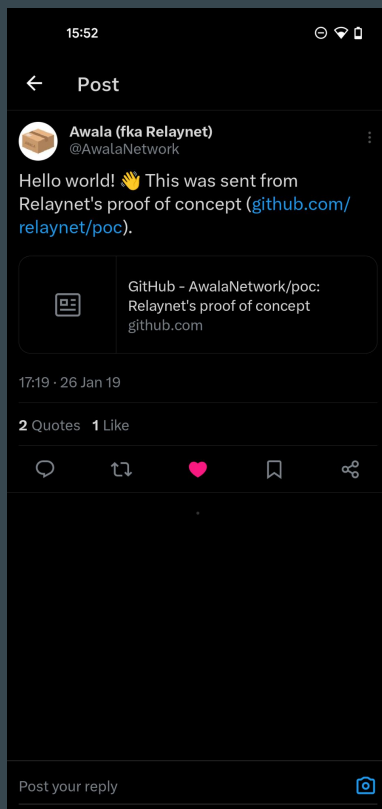 15:52
Post
Awala (fka Relaynet)
@AwalaNetwork
Hello world! 👋 This was sent from
Relaynet's proof of concept (github.com/
relaynet/poc).
GitHub - AwalaNetwork/poc:
Relaynet's proof of concept
github.com
17:19 · 26 Jan 19
2 Quotes 1 Like
Post your reply